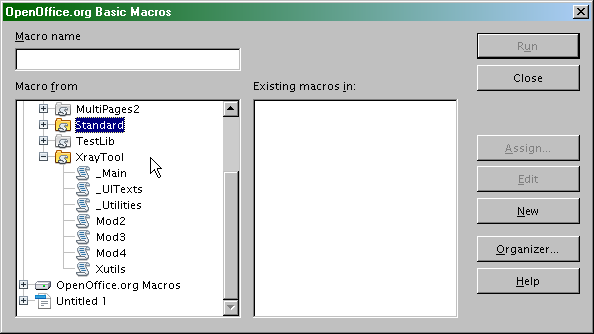 OpenOffice.org Basic Macros
Macro name
Run
Close
Macro from
Existing macros in:
MultiPages2
Standard
TestLib
XrayTool
_Main
_UITexts
_Utilities
Mod2
Mod3
Mod4
Xutils
OpenOffice.org Macros
Untitled 1
Assign...
Edit
New
Organizer...
Help